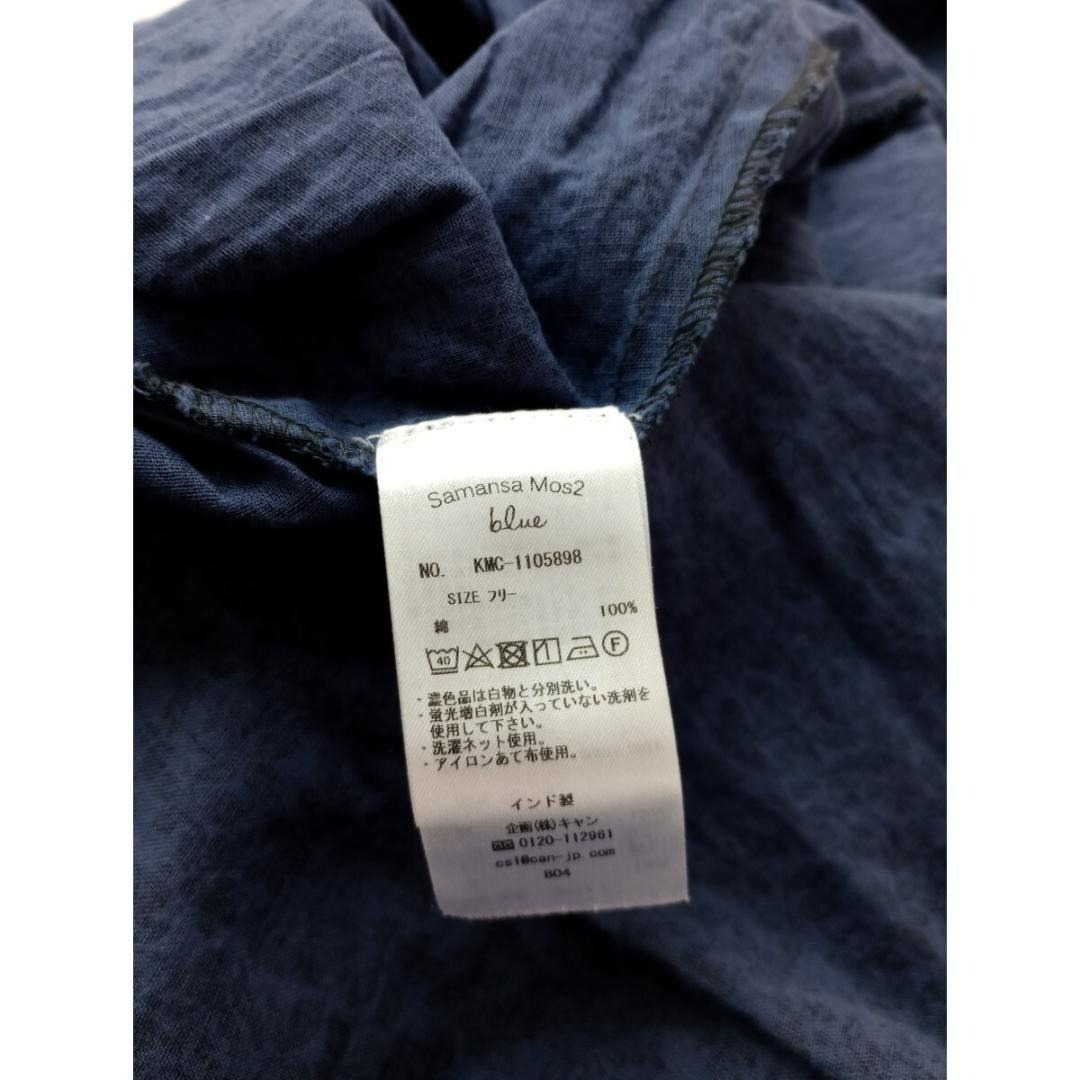 Samansa Mos2
blue
NO. KMC-1105898
SIZE フリー
綿 100%
40 F
・濃色品は白物と分別洗い。
・蛍光増白剤が入っていない洗剤を
使用して下さい。
・洗濯ネット使用。
・アイロンあて布使用。
インド製
企画(株)キャン
0120-112961
csl@can-jp com
B04